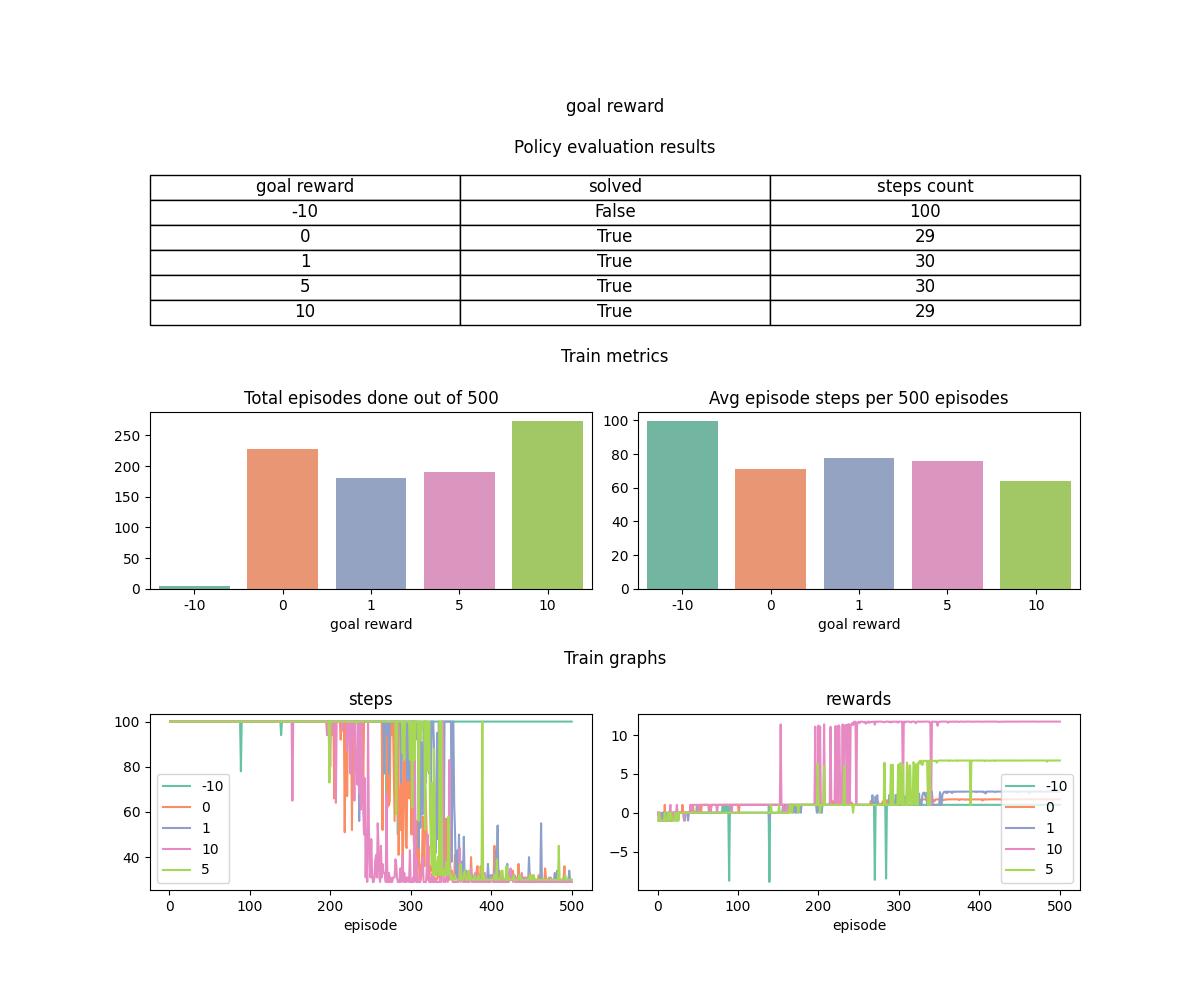 goal reward
Policy evaluation results
goal reward solved steps count
-10 False 100
0 True 29
1 True 30
5 True 30
10 True 29
Train metrics
Total episodes done out of 500
250
200
150
100
50
0
-10 0 1 5 10
goal reward
Avg episode steps per 500 episodes
100
80
60
40
20
0
-10 0 1 5 10
goal reward
Train graphs
steps
100
80
60
40
-10
0
1
10
5
0 100 200 300 400 500
episode
rewards
10
5
0
−5
-10
0
1
10
5
0 100 200 300 400 500
episode